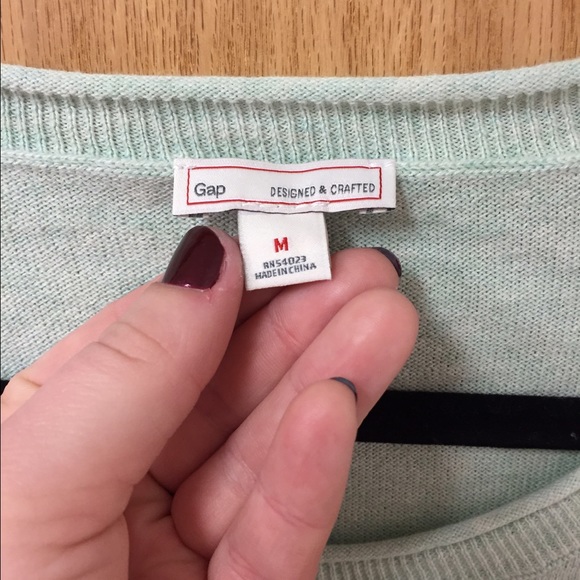 Gap DESIGNED & CRAFTED
M
RN54023
MADE IN CHINA